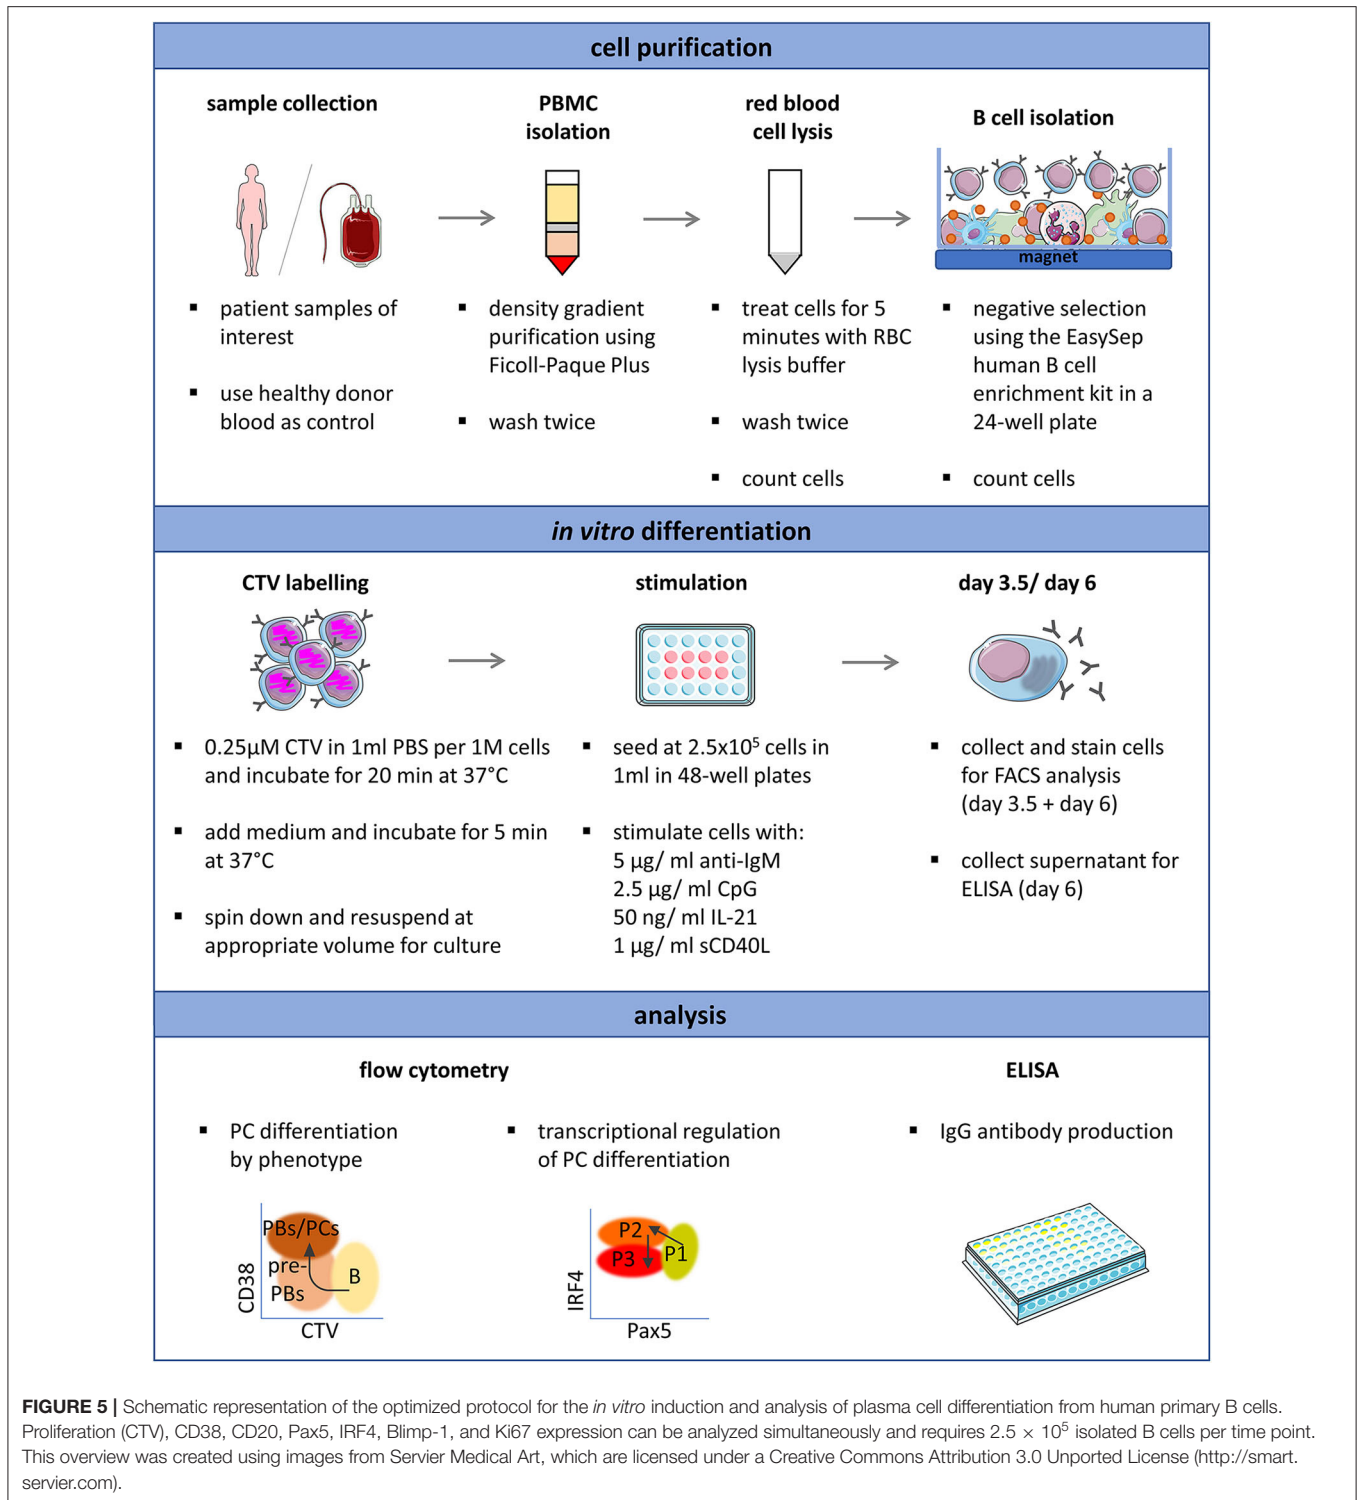 cell purification
sample collection
PBMC
isolation
red blood
cell lysis
B cell isolation
magnet
▪ patient samples of
interest
▪ use healthy donor
blood as control
▪ density gradient
purification using
Ficoll-Paque Plus
▪ wash twice
▪ treat cells for 5
minutes with RBC
lysis buffer
▪ wash twice
▪ count cells
▪ negative selection
using the EasySep
human B cell
enrichment kit in a
24-well plate
▪ count cells
in vitro differentiation
CTV labelling
stimulation
day 3.5/ day 6
▪ 0.25µM CTV in 1ml PBS per 1M cells
and incubate for 20 min at 37°C
▪ add medium and incubate for 5 min
at 37°C
▪ spin down and resuspend at
appropriate volume for culture
▪ seed at 2.5x10⁵ cells in
1ml in 48-well plates
▪ stimulate cells with:
5 µg/ ml anti-IgM
2.5 µg/ ml CpG
50 ng/ ml IL-21
1 µg/ ml sCD40L
▪ collect and stain cells
for FACS analysis
(day 3.5 + day 6)
▪ collect supernatant for
ELISA (day 6)
analysis
flow cytometry
ELISA
▪ PC differentiation
by phenotype
▪ transcriptional regulation
of PC differentiation
▪ IgG antibody production
PBs/PCs
pre-
PBs
B
CD38
CTV
P2
P1
P3
IRF4
Pax5
FIGURE 5 | Schematic representation of the optimized protocol for the in vitro induction and analysis of plasma cell differentiation from human primary B cells.
Proliferation (CTV), CD38, CD20, Pax5, IRF4, Blimp-1, and Ki67 expression can be analyzed simultaneously and requires 2.5 × 10⁵ isolated B cells per time point.
This overview was created using images from Servier Medical Art, which are licensed under a Creative Commons Attribution 3.0 Unported License (http://smart.
servier.com).